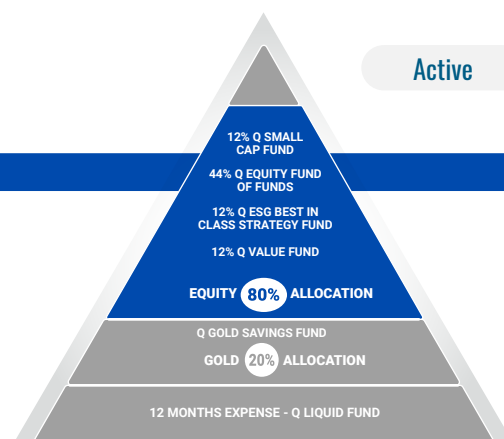 Active
12% Q SMALL
CAP FUND
44% Q EQUITY FUND
OF FUNDS
12% Q ESG BEST IN
CLASS STRATEGY FUND
12% Q VALUE FUND
EQUITY 80% ALLOCATION
Q GOLD SAVINGS FUND
GOLD 20% ALLOCATION
12 MONTHS EXPENSE - Q LIQUID FUND